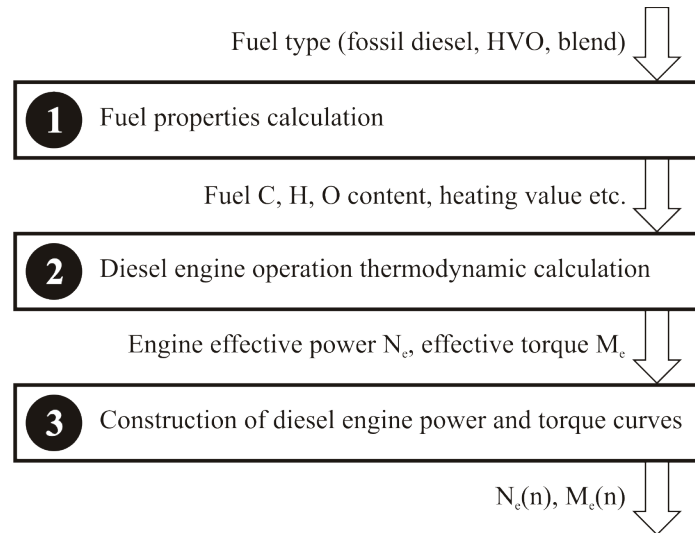 Fuel type (fossil diesel, HVO, blend)
1 Fuel properties calculation
Fuel C, H, O content, heating value etc.
2 Diesel engine operation thermodynamic calculation
Engine effective power Nₑ, effective torque Mₑ
3 Construction of diesel engine power and torque curves
Nₑ(n), Mₑ(n)